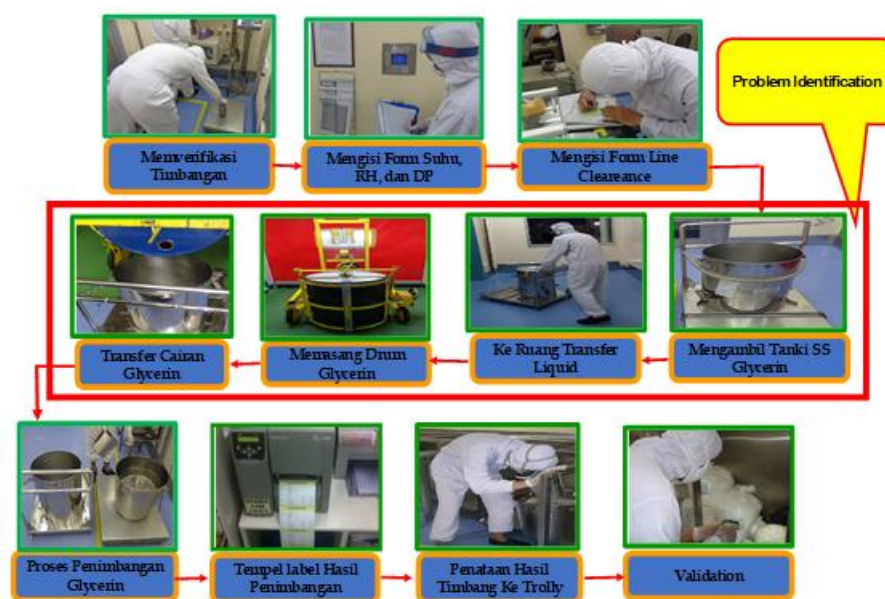 Problem Identification
Memverifikasi
Timbangan
Mengisi Form Suhu,
RH, dan DP
Mengisi Form Line
Cleareance
Transfer Cairan
Glycerin
Memasang Drum
Glycerin
Ke Ruang Transfer
Liquid
Mengambil Tanki SS
Glycerin
Proses Penimbangan
Glycerin
Tempel label Hasil
Penimbangan
Penataan Hasil
Timbang Ke Trolly
Validation